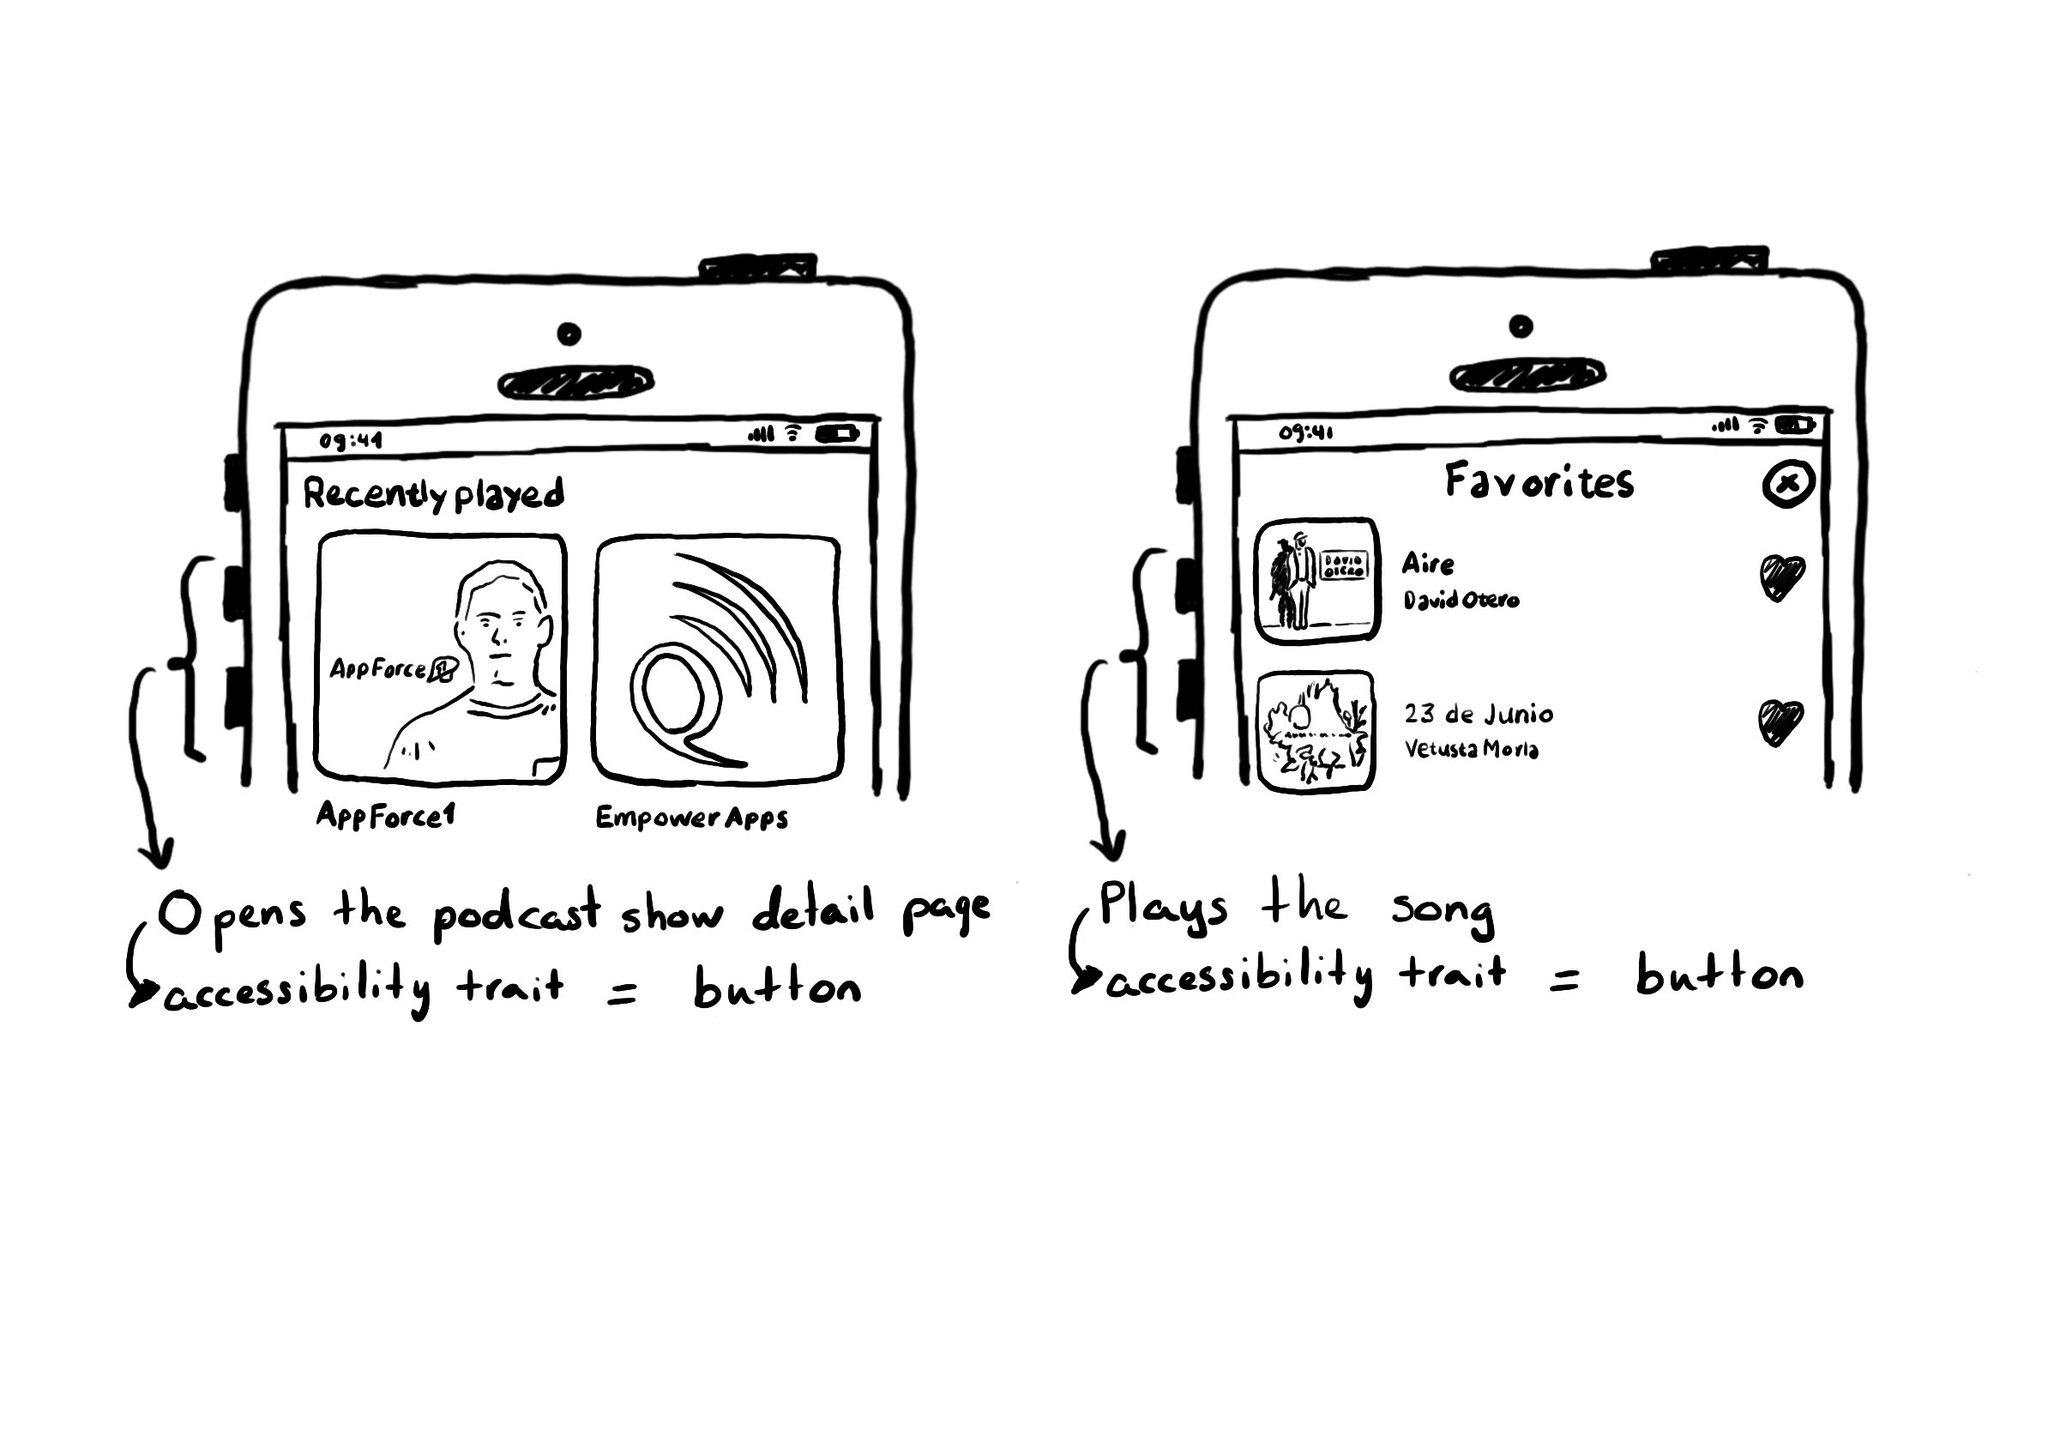 09:41
Recently played
AppForce
AppForce1
Empower Apps
Opens the podcast show detail page
accessibility trait = button
09:41
Favorites
DAVID
OTERO
Aire
David Otero
23 de Junio
Vetusta Morla
Plays the song
accessibility trait = button